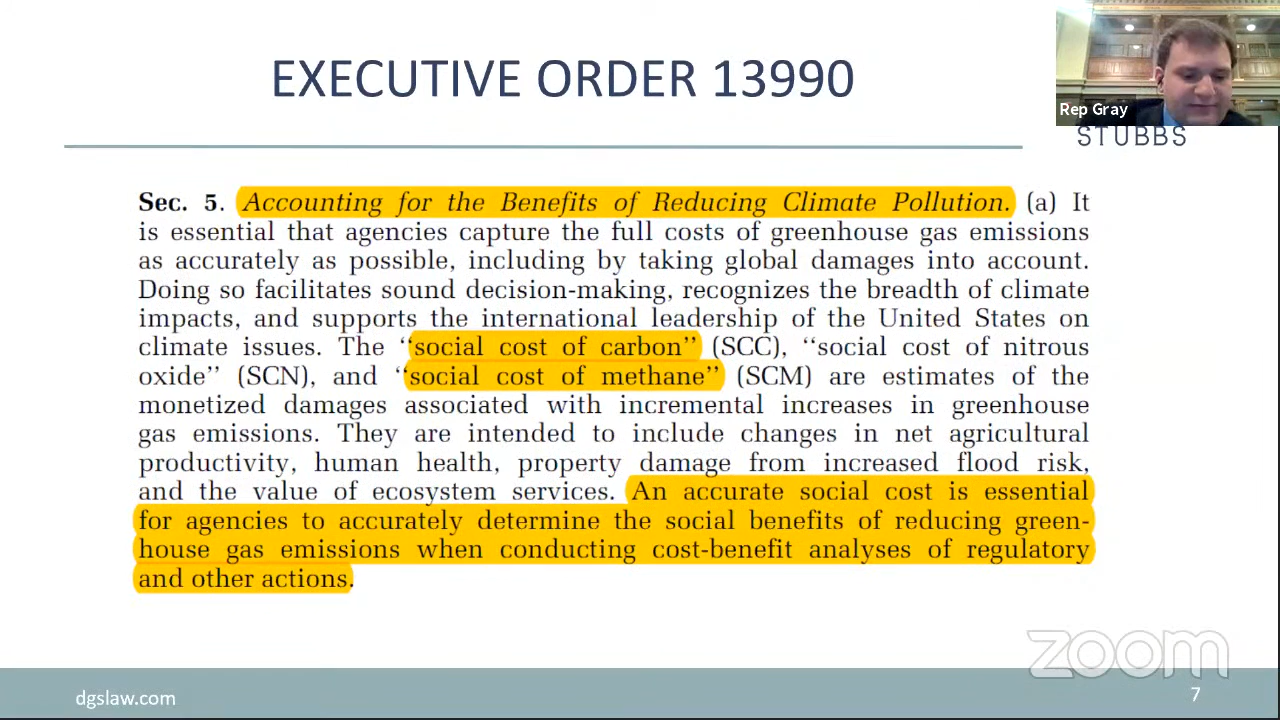 EXECUTIVE ORDER 13990
Rep Gray
STUBBS
Sec. 5. Accounting for the Benefits of Reducing Climate Pollution. (a) It
is essential that agencies capture the full costs of greenhouse gas emissions
as accurately as possible, including by taking global damages into account.
Doing so facilitates sound decision-making, recognizes the breadth of climate
impacts, and supports the international leadership of the United States on
climate issues. The ‘‘social cost of carbon’’ (SCC), ‘‘social cost of nitrous
oxide’’ (SCN), and ‘‘social cost of methane’’ (SCM) are estimates of the
monetized damages associated with incremental increases in greenhouse
gas emissions. They are intended to include changes in net agricultural
productivity, human health, property damage from increased flood risk,
and the value of ecosystem services. An accurate social cost is essential
for agencies to accurately determine the social benefits of reducing green-
house gas emissions when conducting cost-benefit analyses of regulatory
and other actions.
zoom
dgslaw.com
7